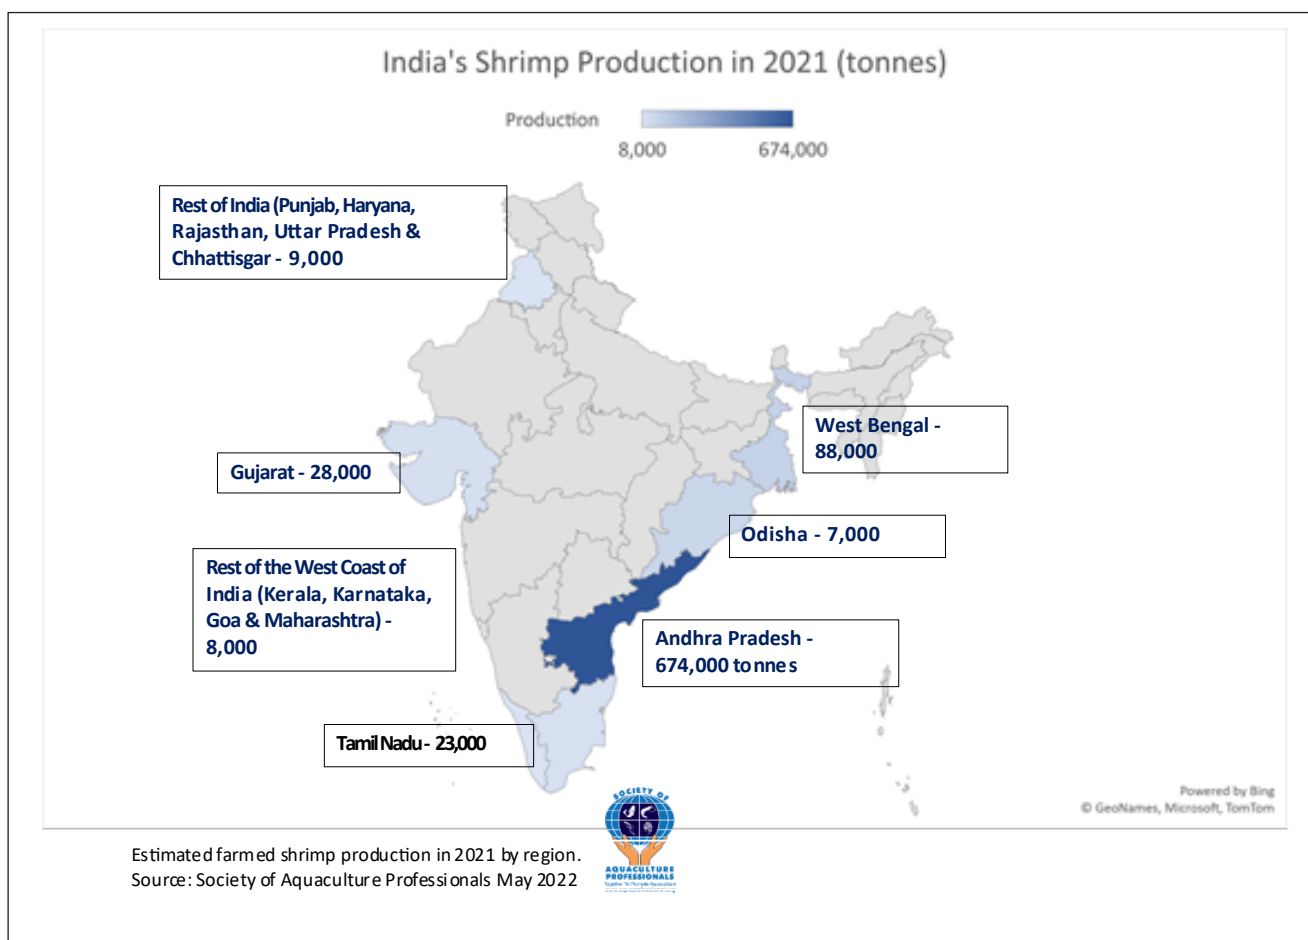 India's Shrimp Production in 2021 (tonnes)
Production
8,000
674,000
Rest of India (Punjab, Haryana,
Rajasthan, Uttar Pradesh &
Chhattisgar - 9,000
West Bengal -
88,000
Gujarat - 28,000
Odisha - 7,000
Rest of the West Coast of
India (Kerala, Karnataka,
Goa & Maharashtra) -
8,000
Andhra Pradesh -
674,000 tonnes
Tamil Nadu - 23,000
Powered by Bing
© GeoNames, Microsoft, TomTom
Estimated farmed shrimp production in 2021 by region.
Source: Society of Aquaculture Professionals May 2022
SOCIETY OF
AQUACULTURE
PROFESSIONALS